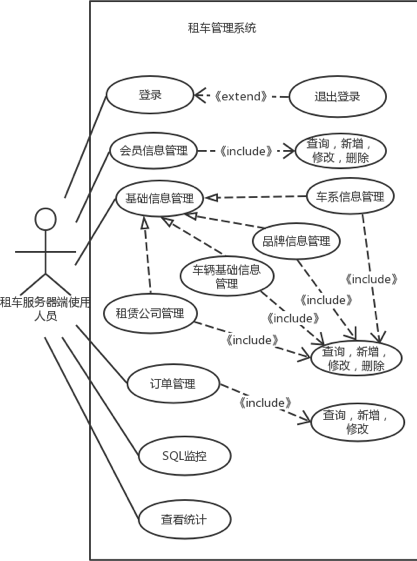 租车管理系统
登录
《extend》
退出登录
会员信息管理
《include》
查询，新增，
修改，删除
基础信息管理
车系信息管理
品牌信息管理
车辆基础信息
管理
《include》
《include》
租车服务器端使用
人员
租赁公司管理
《include》
《include》
查询，新增，
修改，删除
订单管理
《include》
查询，新增，
修改
SQL监控
查看统计